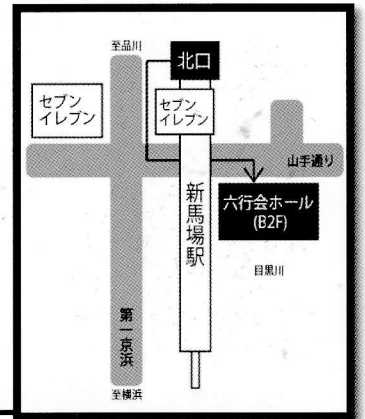 至品川
北口
セブン
イレブン
セブン
イレブン
山手通り
新馬場駅
六行会ホール
(B2F)
目黒川
第一京浜
至横浜